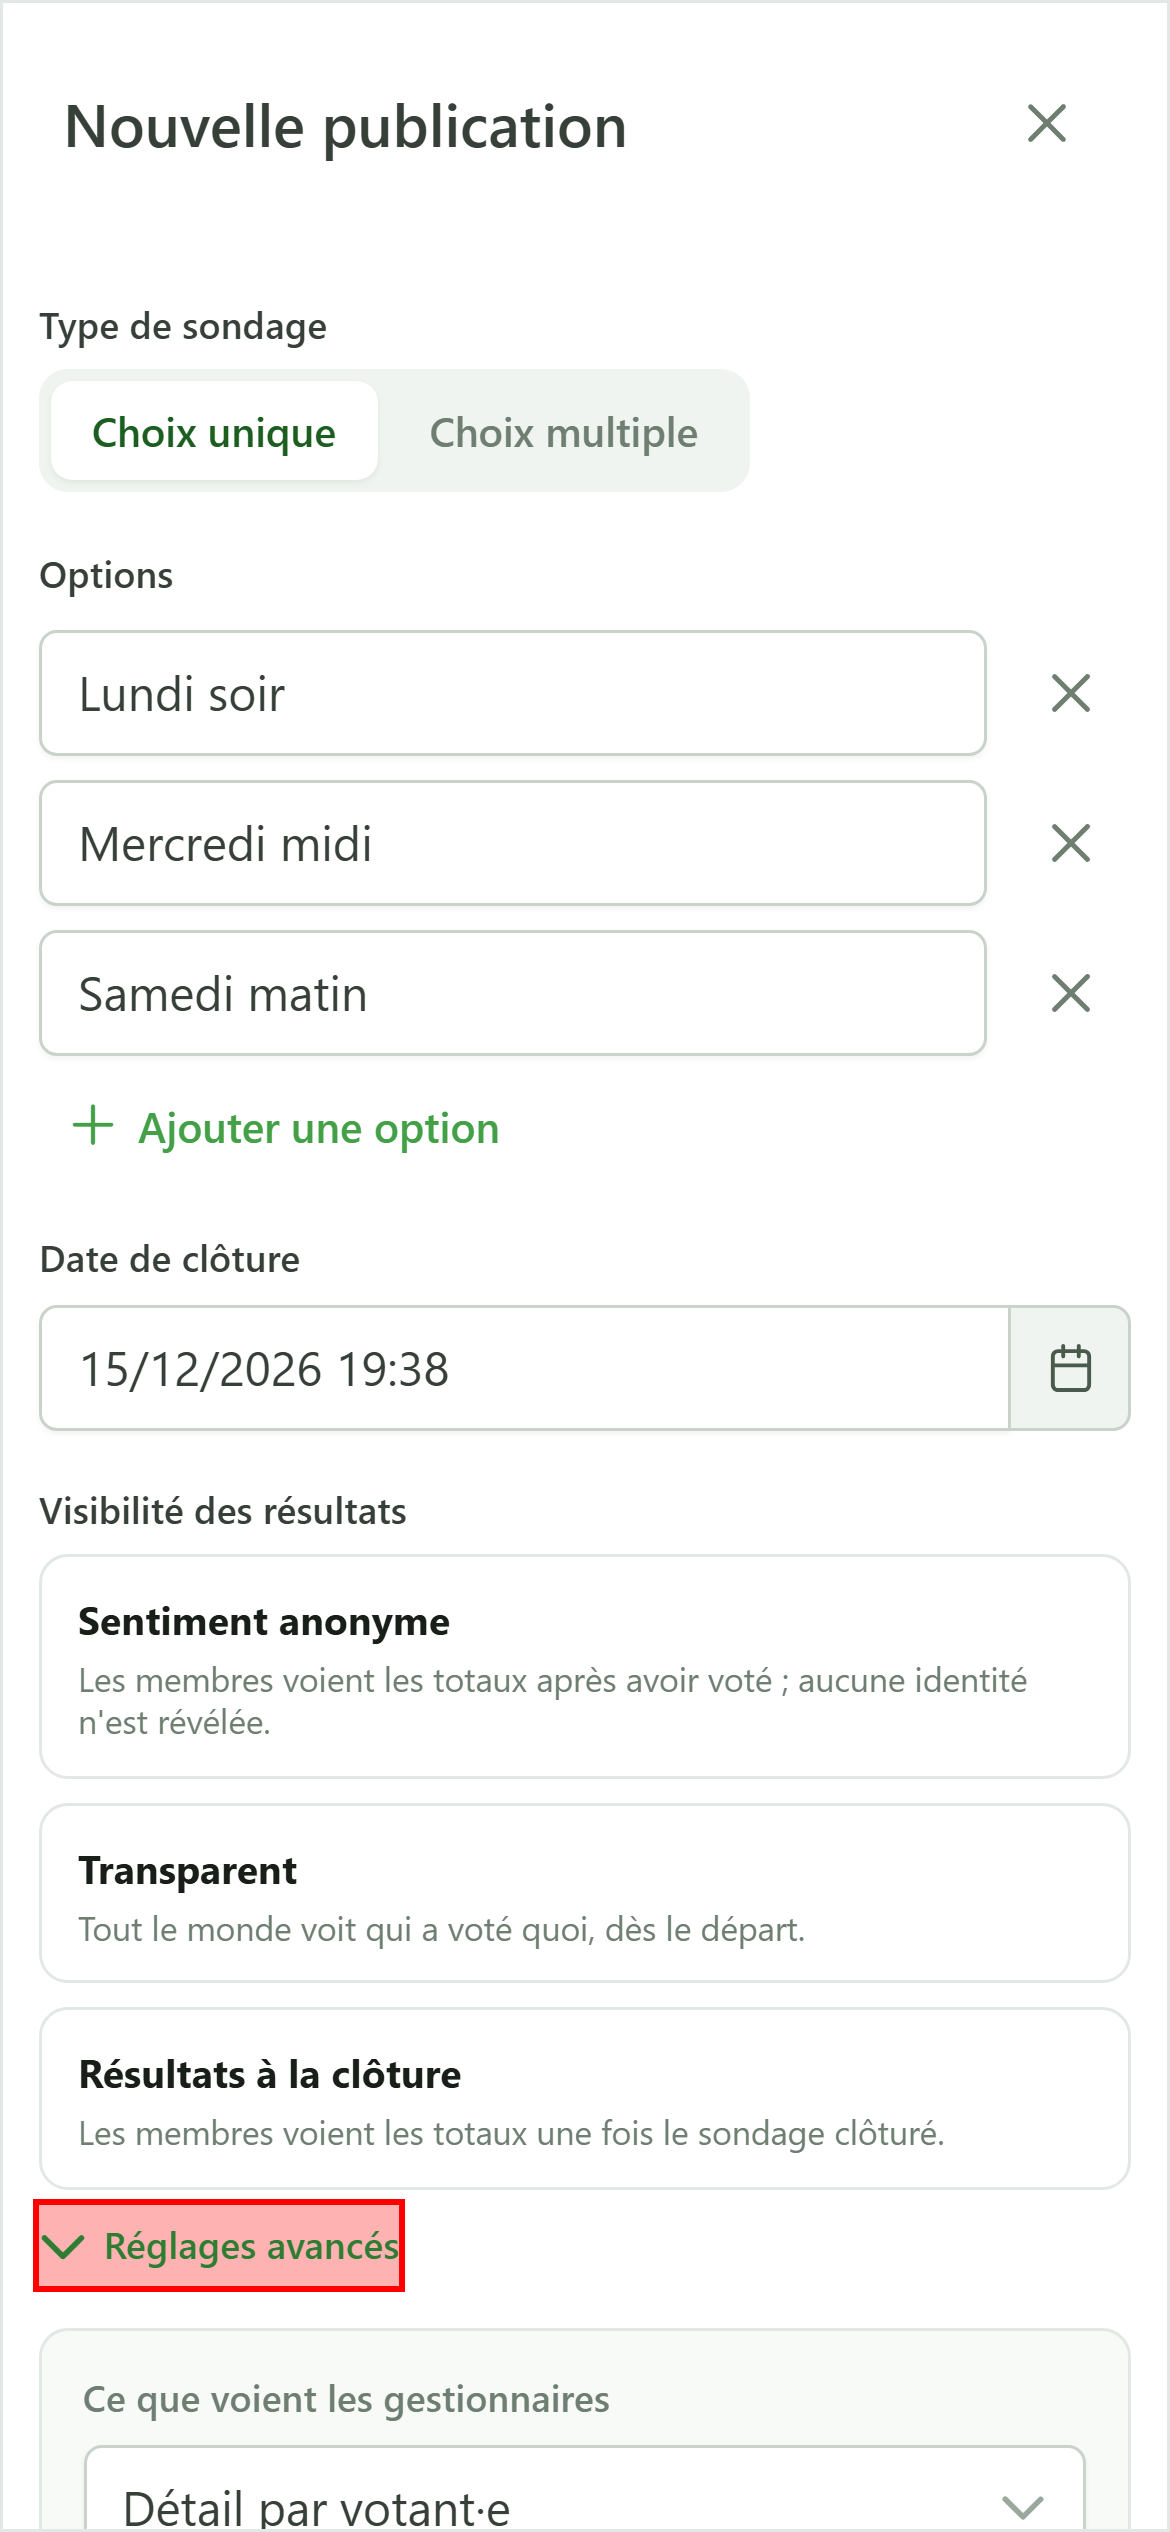 Nouvelle publication
Type de sondage
Choix unique
Choix multiple
Options
Lundi soir
Mercredi midi
Samedi matin
Ajouter une option
Date de clôture
15/12/2026 19:38
Visibilité des résultats
Sentiment anonyme
Les membres voient les totaux après avoir voté ; aucune identité
n'est révélée.
Transparent
Tout le monde voit qui a voté quoi, dès le départ.
Résultats à la clôture
Les membres voient les totaux une fois le sondage clôturé.
Réglages avancés
Ce que voient les gestionnaires
Détail par votant·e